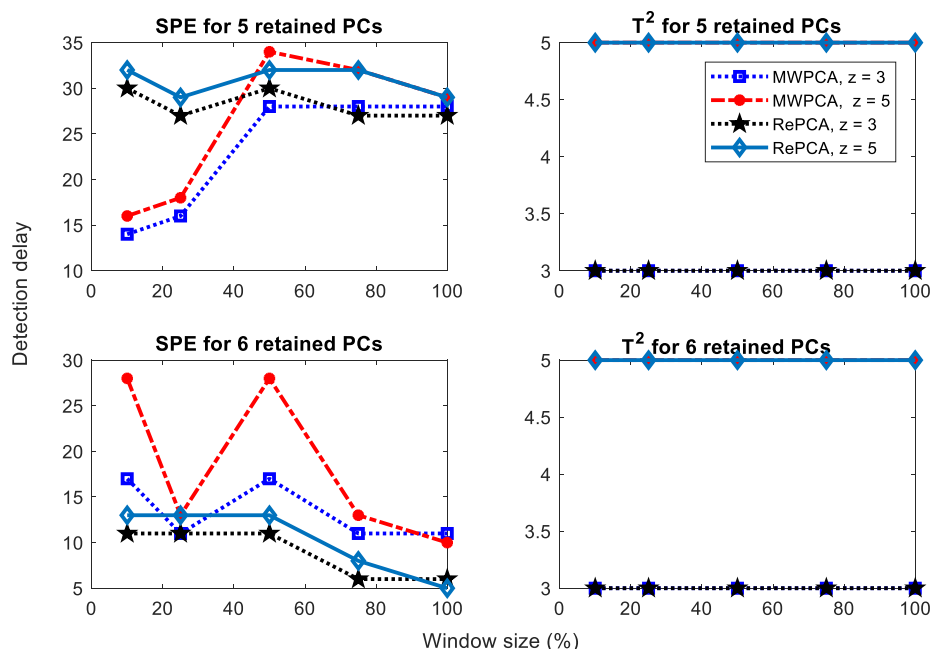 SPE for 5 retained PCs
35
30
25
20
15
10
0 20 40 60 80 100
T² for 5 retained PCs
5
4.5
4
3.5
3
0 20 40 60 80 100
MWPCA, z = 3
MWPCA, z = 5
RePCA, z = 3
RePCA, z = 5
Detection delay
SPE for 6 retained PCs
30
25
20
15
10
5
0 20 40 60 80 100
T² for 6 retained PCs
5
4.5
4
3.5
3
0 20 40 60 80 100
Window size (%)